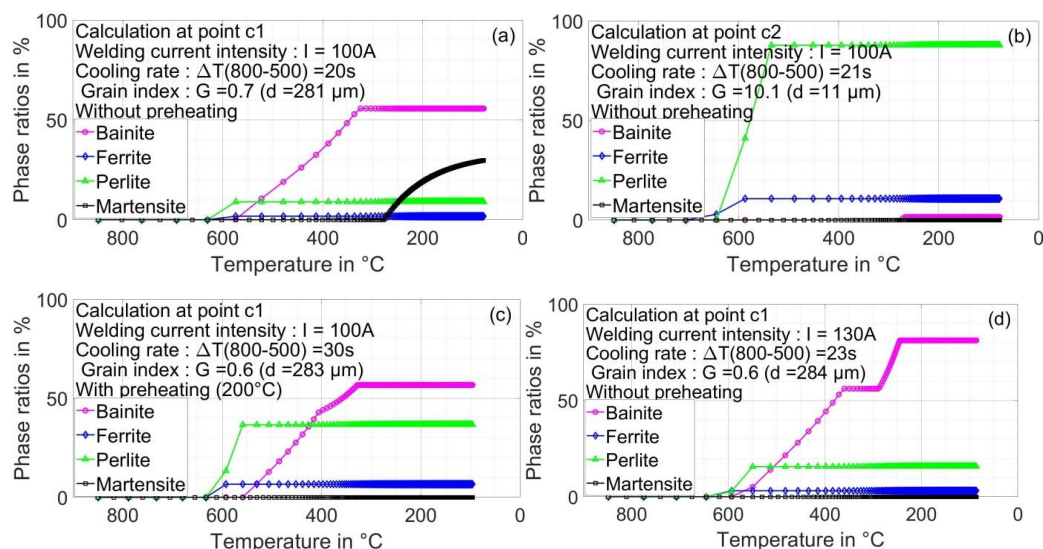 Calculation at point c1
(a)
Welding current intensity : I = 100A
Cooling rate : ΔT(800-500) =20s
Grain index : G =0.7 (d =281 µm)
Without preheating
Bainite
Ferrite
Perlite
Martensite
Phase ratios in %
100
50
0
800 600 400 200 0
Temperature in °C
Calculation at point c2
(b)
Welding current intensity : I = 100A
Cooling rate : ΔT(800-500) =21s
Grain index : G =10.1 (d =11 µm)
Without preheating
Bainite
Ferrite
Perlite
Martensite
Phase ratios in %
100
50
0
800 600 400 200 0
Temperature in °C
Calculation at point c1
(c)
Welding current intensity : I = 100A
Cooling rate : ΔT(800-500) =30s
Grain index : G =0.6 (d =283 µm)
With preheating (200°C)
Bainite
Ferrite
Perlite
Martensite
Phase ratios in %
100
50
0
800 600 400 200 0
Temperature in °C
Calculation at point c1
(d)
Welding current intensity : I = 130A
Cooling rate : ΔT(800-500) =23s
Grain index : G =0.6 (d =284 µm)
Without preheating
Bainite
Ferrite
Perlite
Martensite
Phase ratios in %
100
50
0
800 600 400 200 0
Temperature in °C